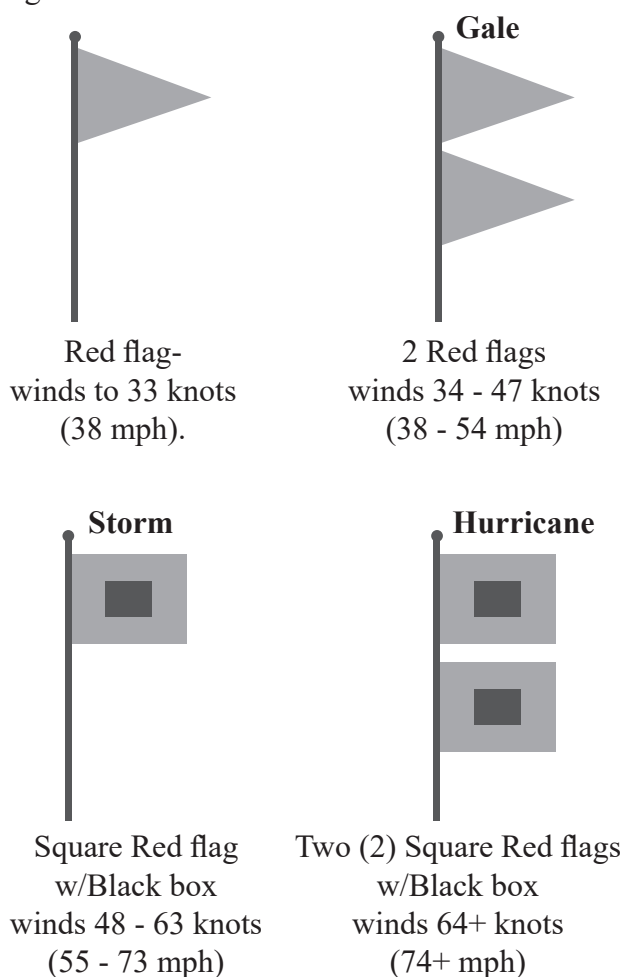 Gale
Red flag-
winds to 33 knots
(38 mph).
2 Red flags
winds 34 - 47 knots
(38 - 54 mph)
Storm
Square Red flag
w/Black box
winds 48 - 63 knots
(55 - 73 mph)
Hurricane
Two (2) Square Red flags
w/Black box
winds 64+ knots
(74+ mph)